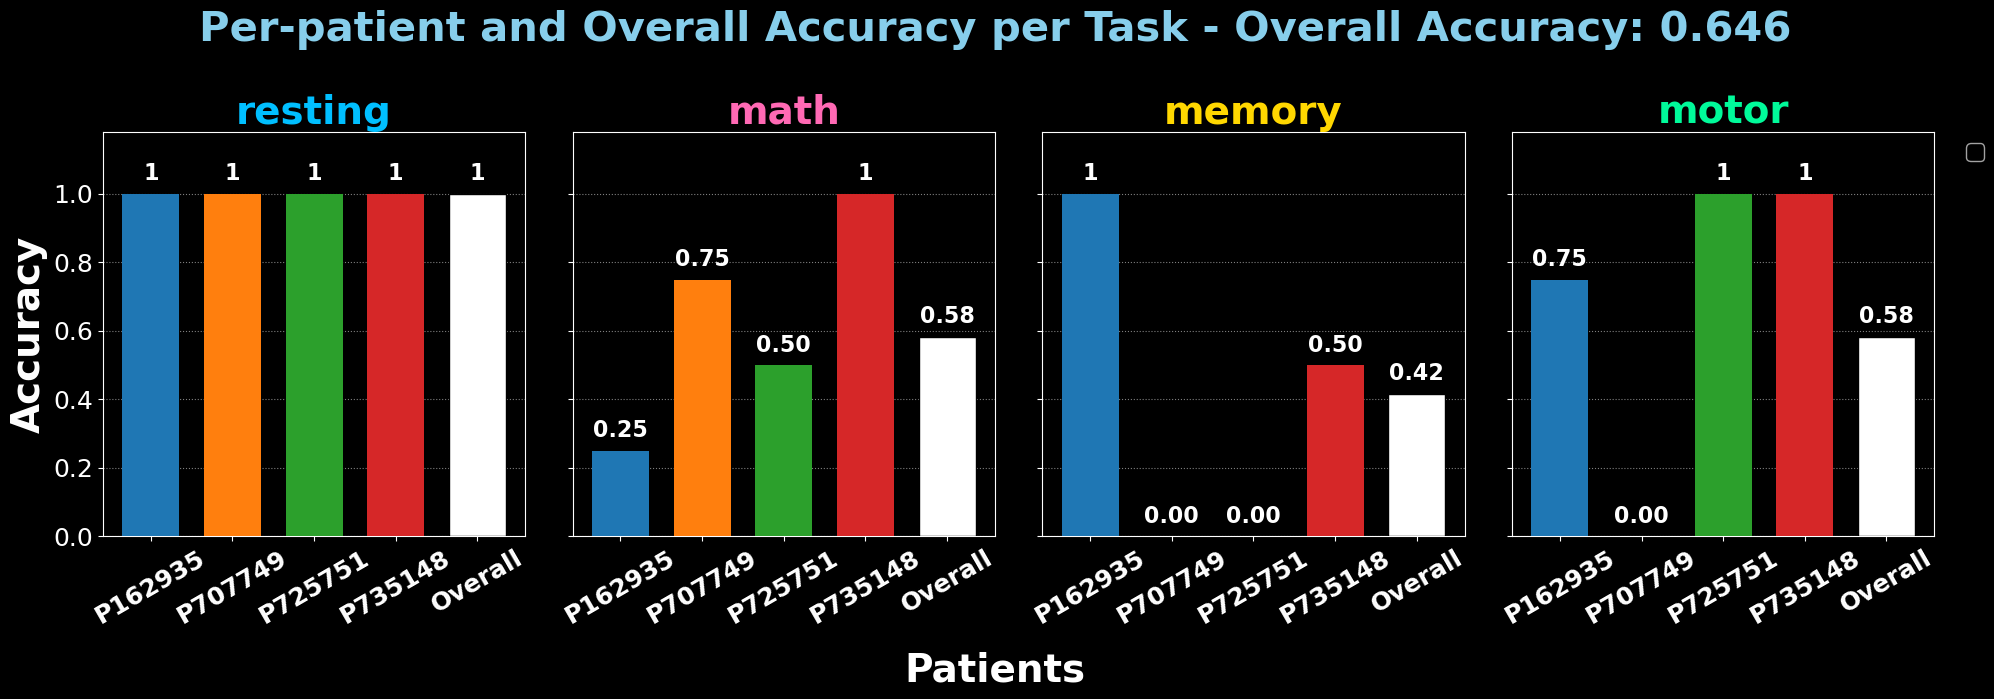 Per-patient and Overall Accuracy per Task - Overall Accuracy: 0.646
resting
math
memory
motor
Accuracy
1.0
0.8
0.6
0.4
0.2
0.0
1
1
1
1
1
0.25
0.75
0.50
1
0.58
1
0.00
0.00
0.50
0.42
0.75
0.00
1
1
0.58
P162935
P707749
P725751
P735148
Overall
P162935
P707749
P725751
P735148
Overall
P162935
P707749
P725751
P735148
Overall
P162935
P707749
P725751
P735148
Overall
Patients